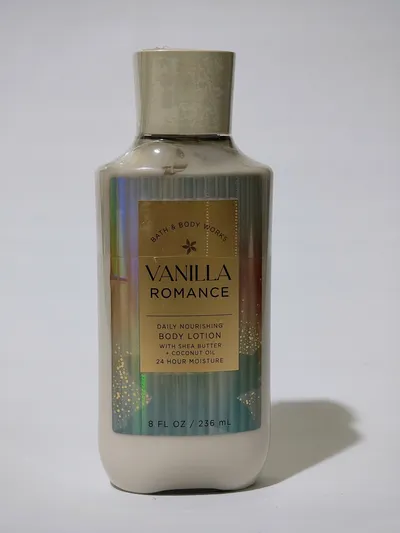 BATH & BODY WORKS
VANILLA
ROMANCE
DAILY NOURISHING
BODY LOTION
WITH SHEA BUTTER
+ COCONUT OIL
24 HOUR MOISTURE
8 FL OZ / 236 mL